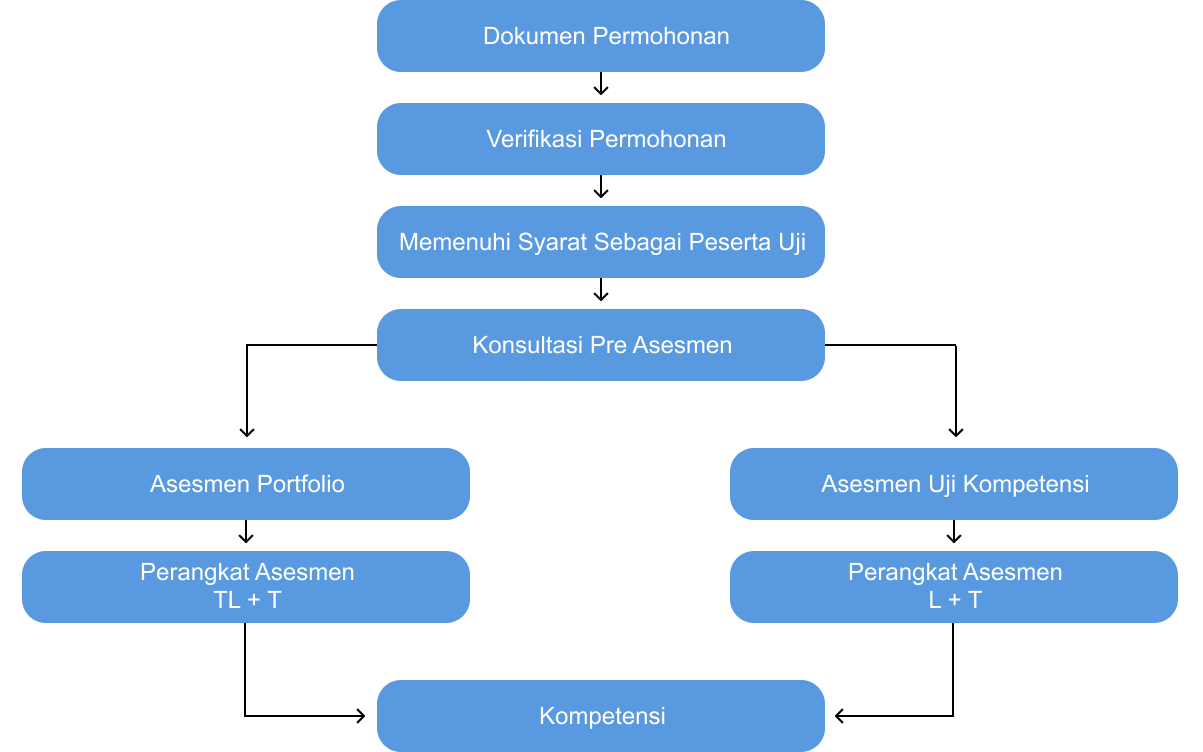 Dokumen Permohonan
Verifikasi Permohonan
Memenuhi Syarat Sebagai Peserta Uji
Konsultasi Pre Asesmen
Asesmen Portfolio
Asesmen Uji Kompetensi
Perangkat Asesmen
TL + T
Perangkat Asesmen
L + T
Kompetensi